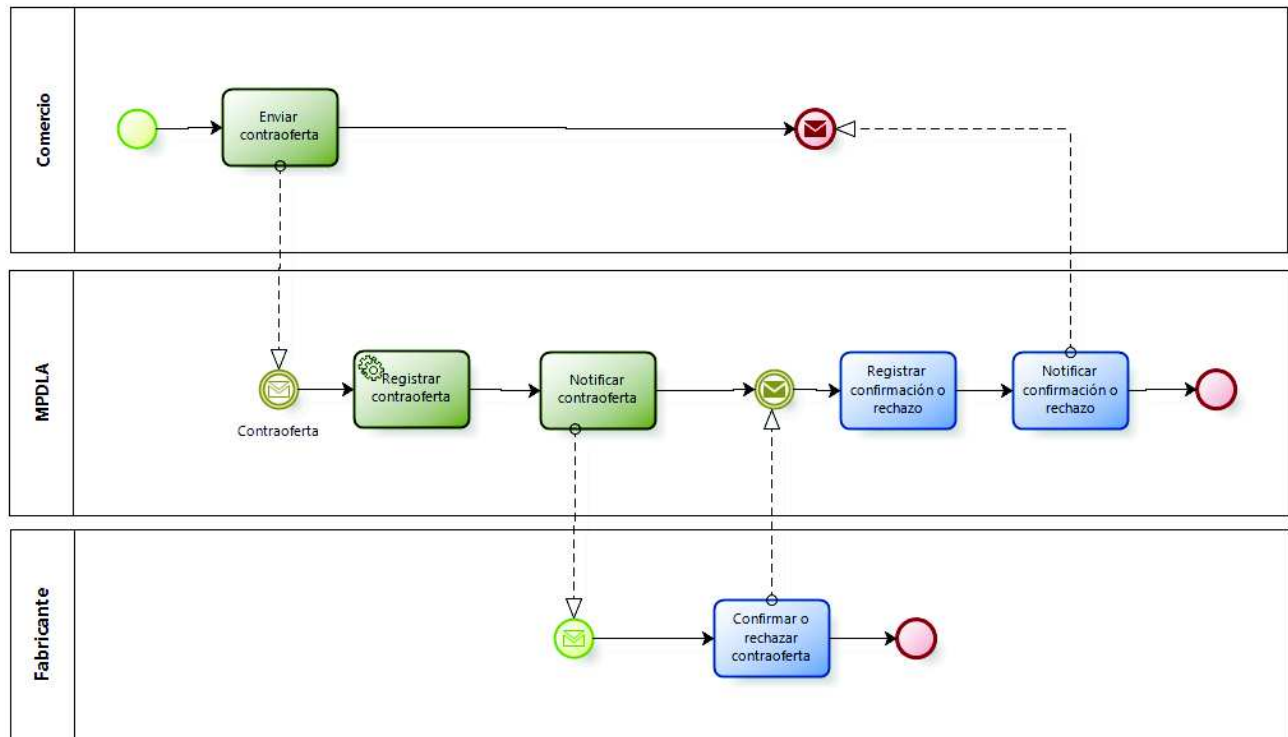 Comercio
Enviar
contraoferta
MPDLA
Contraoferta
Registrar
contraoferta
Notificar
contraoferta
Registrar
confirmación o
rechazo
Notificar
confirmación o
rechazo
Fabricante
Confirmar o
rechazar
contraoferta